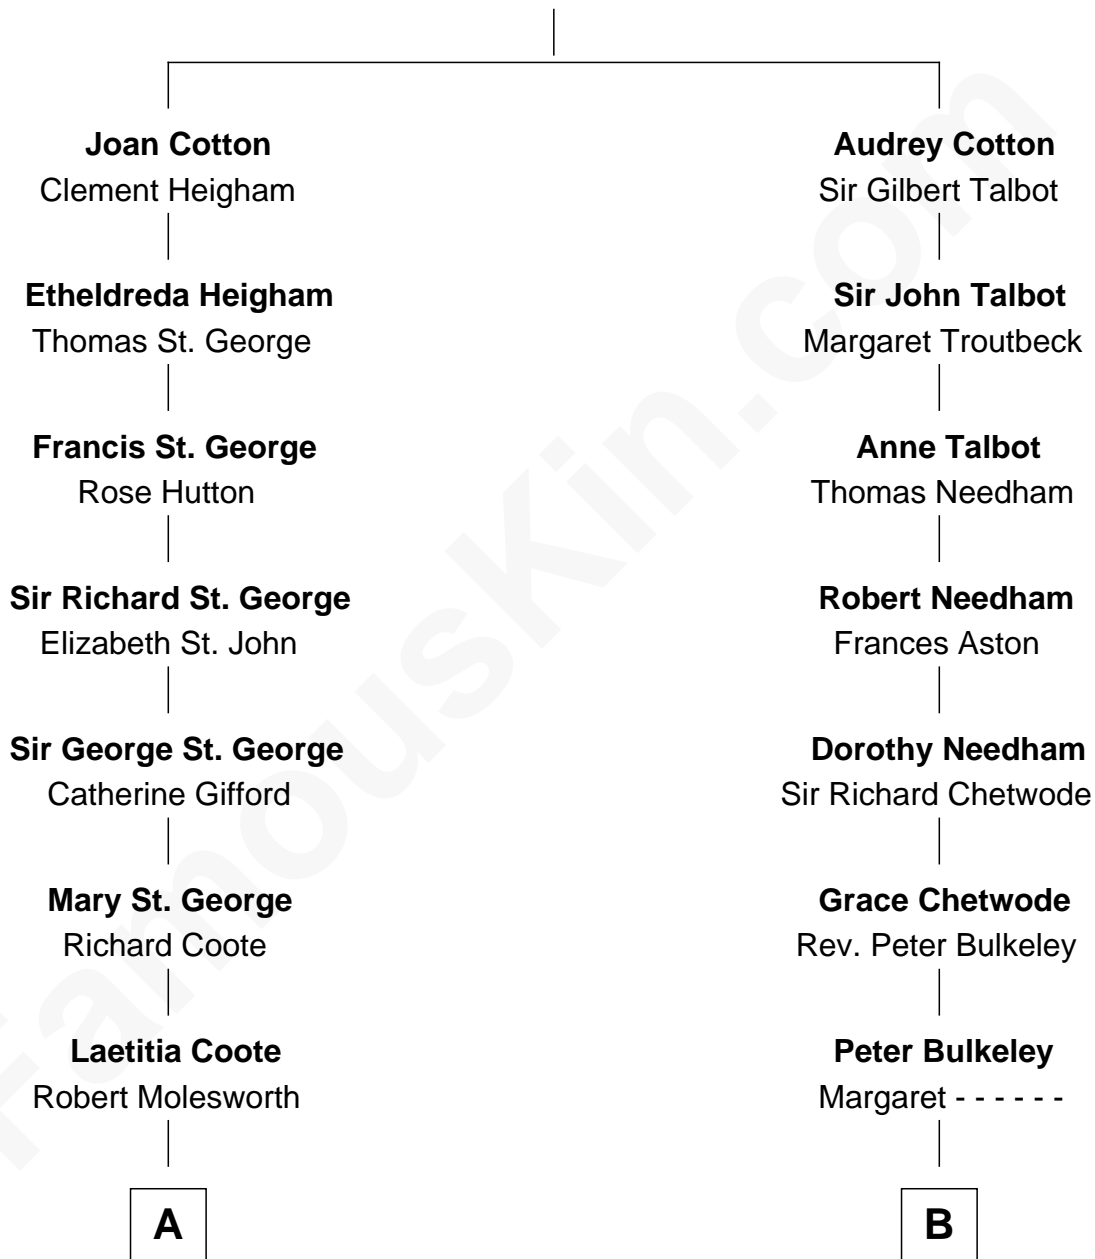 Joan Cotton
Clement Heigham
Etheldreda Heigham
Thomas St. George
Francis St. George
Rose Hutton
Sir Richard St. George
Elizabeth St. John
Sir George St. George
Catherine Gifford
Mary St. George
Richard Coote
Laetitia Coote
Robert Molesworth
A
Audrey Cotton
Sir Gilbert Talbot
Sir John Talbot
Margaret Troutbeck
Anne Talbot
Thomas Needham
Robert Needham
Frances Aston
Dorothy Needham
Sir Richard Chetwode
Grace Chetwode
Rev. Peter Bulkeley
Peter Bulkeley
Margaret - - - - - -
B
FamousKin.com